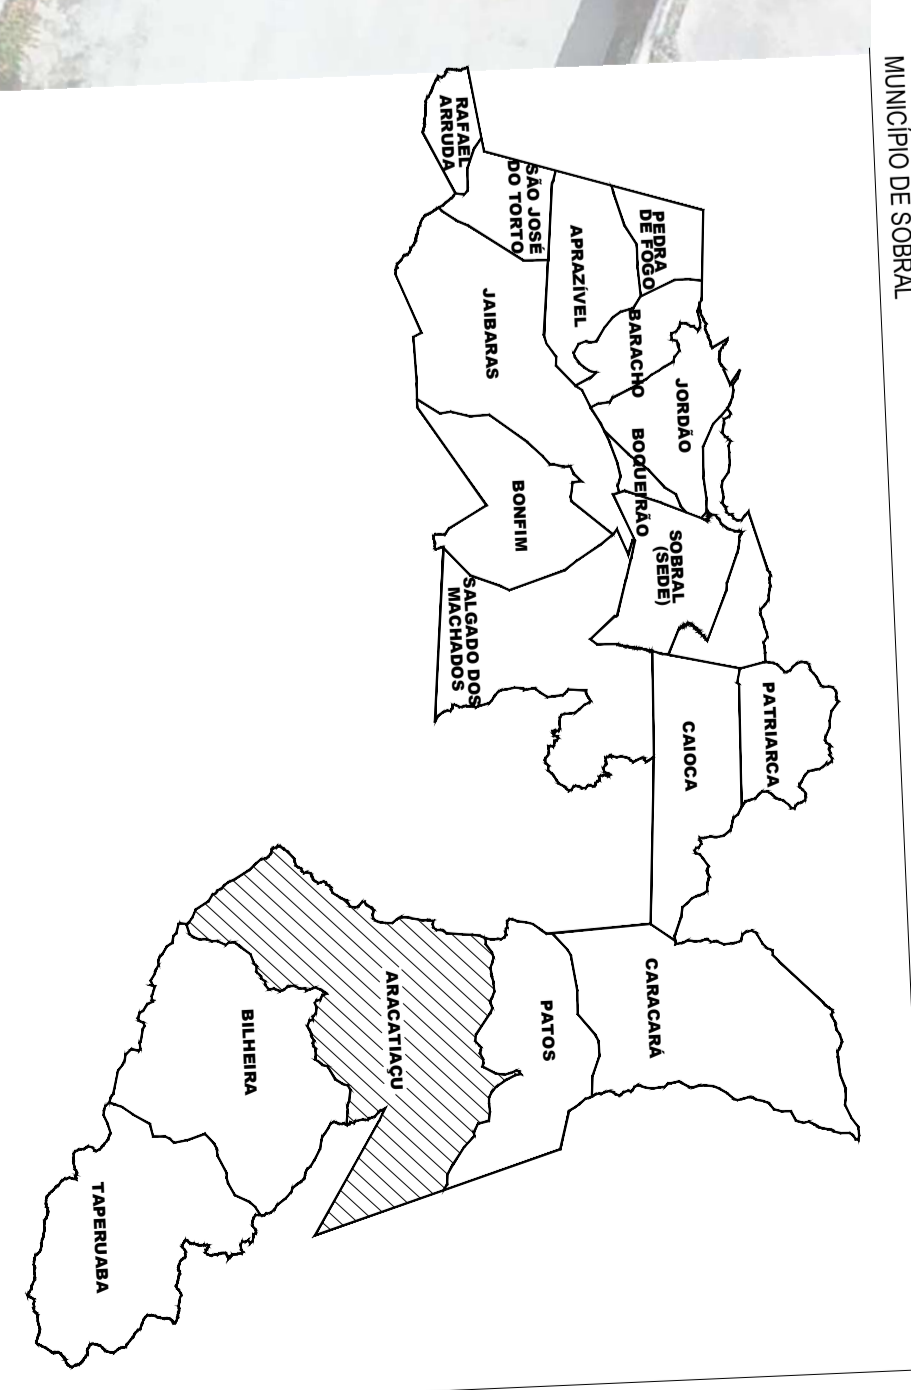 MUNICÍPIO DE SOBRAL
RAFAEL
ARRUDA
SÃO JOSÉ
DO TORTO
APRAZÍVEL
PEDRA
DE FOGO
JAIBARAS
BARACHO
JORDÃO
BOQUEIRÃO
BONFIM
SOBRAL
(SEDE)
SALGADO DOS
MACHADOS
CAIOCA
PATRIARCA
CARACARÁ
PATOS
ARACATIAÇU
BILHEIRA
TAPERUABA